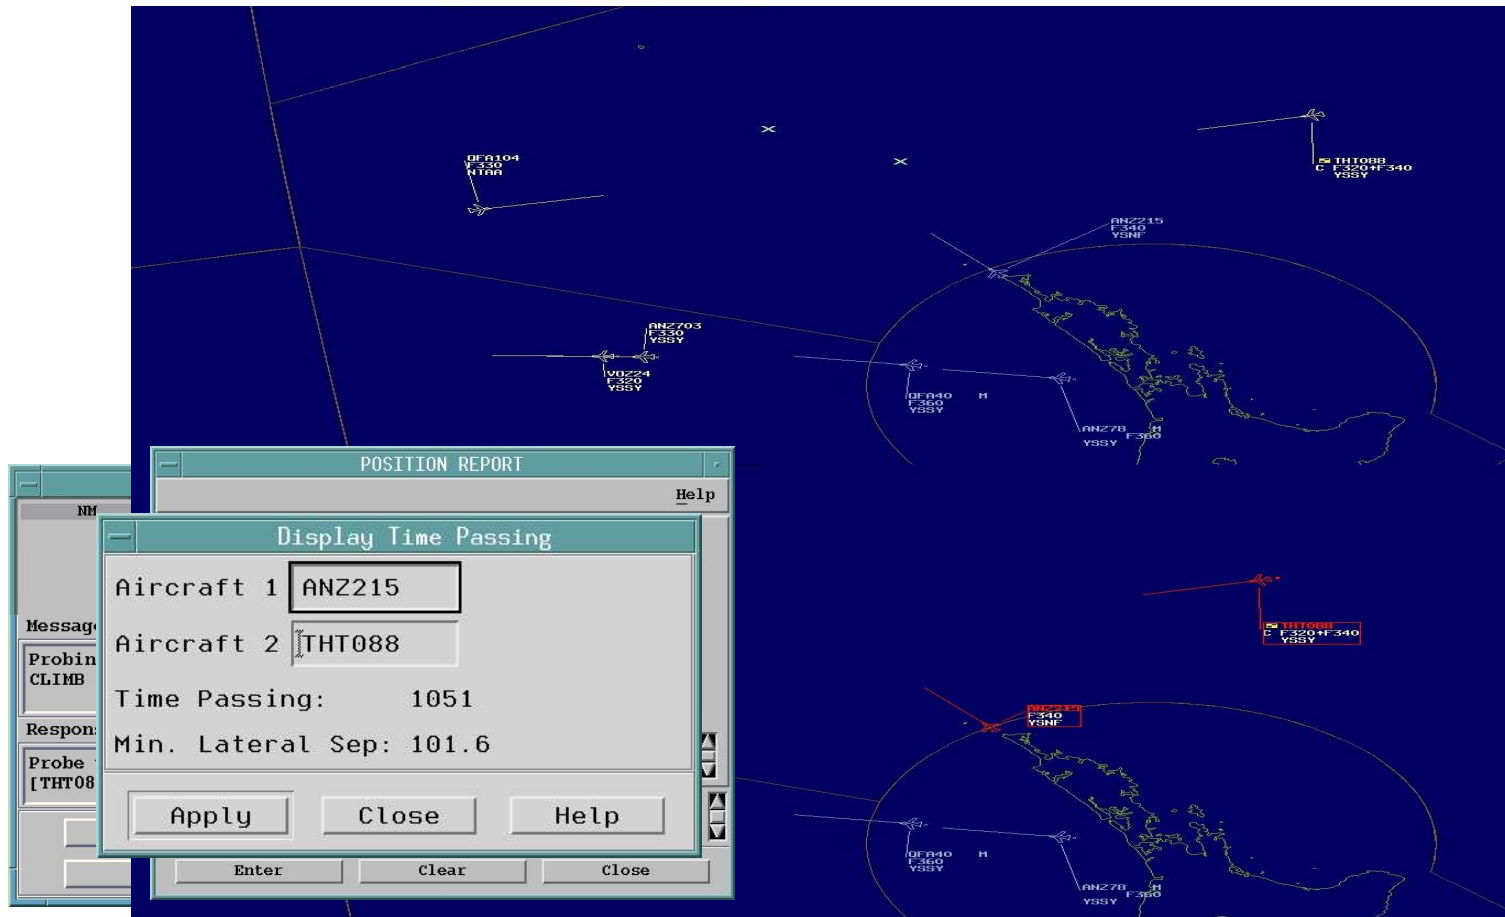 QFA104
F330
NTAA
THT088
C F320+F340
YSSY
ANZ215
F340
YSNF
ANZ703
F330
YSSY
VOZ24
F320
YSSY
QFA40 M
F360
YSSY
ANZ78 M
F360
YSSY
POSITION REPORT
Help
NM
Display Time Passing
Aircraft 1 ANZ215
Aircraft 2 THT088
Time Passing: 1051
Min. Lateral Sep: 101.6
Apply Close Help
Messag
Probin
CLIMB
Respon
Probe
[THT08
Enter Clear Close
THT088
C F320+F340
YSSY
ANZ215
F340
YSNF
QFA40 M
F360
YSSY
ANZ78 M
F360
YSSY